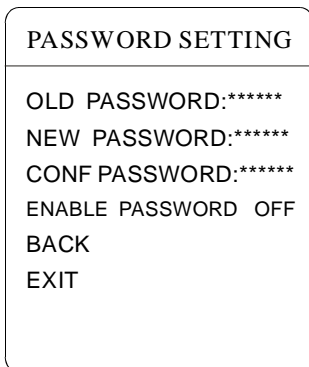 PASSWORD SETTING
OLD PASSWORD:******
NEW PASSWORD:******
CONF PASSWORD:******
ENABLE PASSWORD OFF
BACK
EXIT